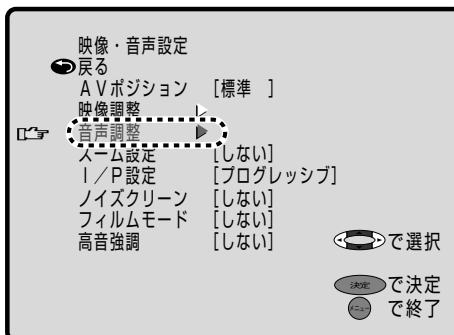 映像・音声設定
戻る
AVポジション [標準 ]
映像調整
音声調整
ズーム設定 [しない]
I/P設定 [プログレッシブ]
ノイズクリーン [しない]
フィルムモード [しない]
高音強調 [しない]
で選択
決定 で決定
メニュー で終了